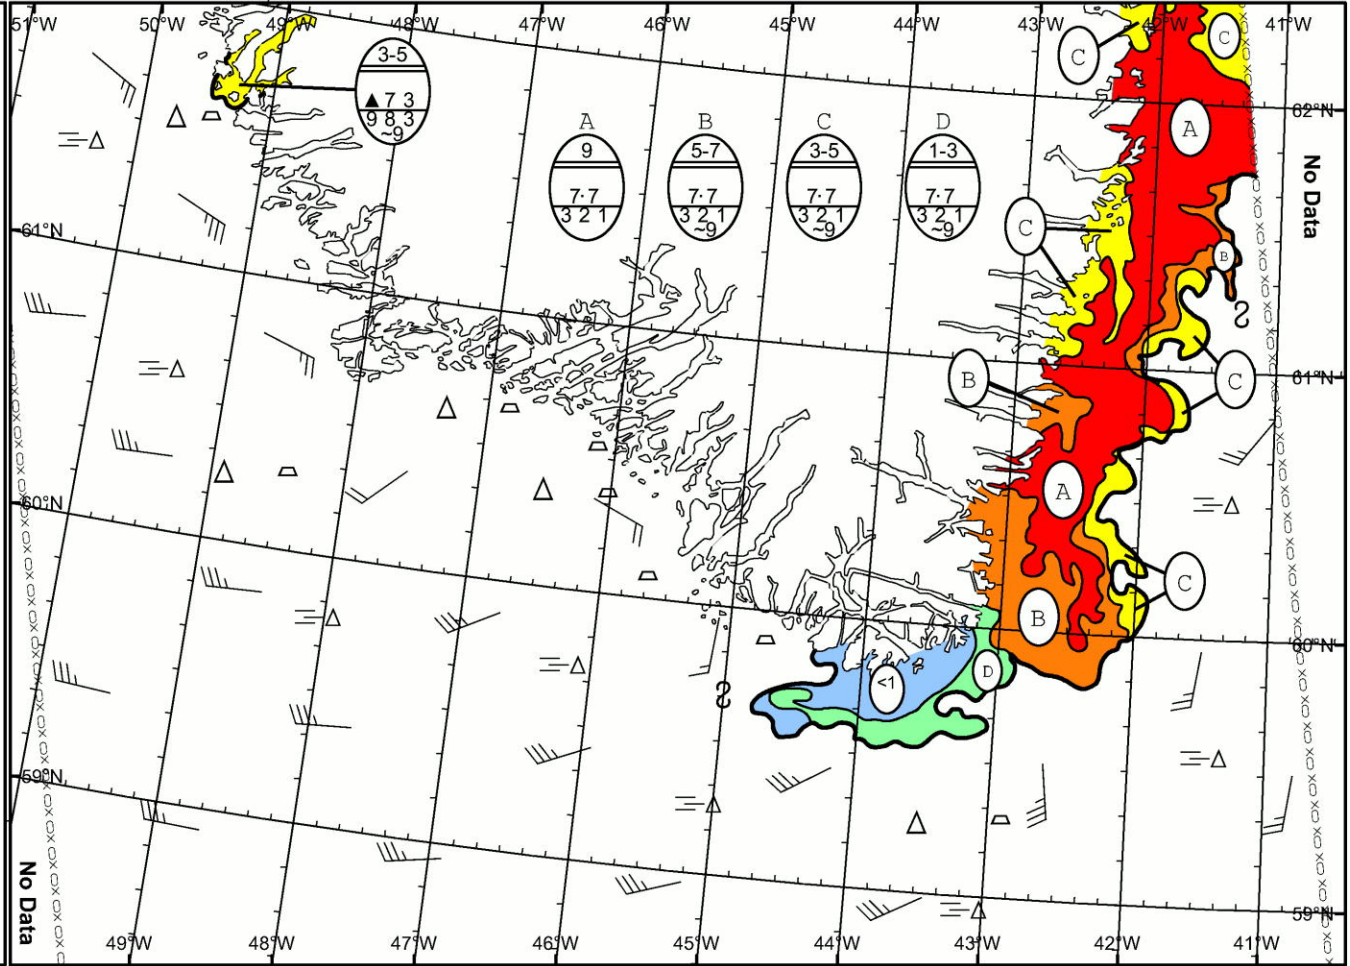 51°W 50°W 49°W 48°W 47°W 46°W 45°W 44°W 43°W 42°W 41°W
C
C
3-5
▲ 7 3
9 8 3
~9
62°N
A
A B C D
9 5-7 3-5 1-3
7·7 7·7 7·7 7·7
3 2 1 3 2 1 3 2 1 3 2 1
~9 ~9 ~9
No Data
61°N
C
B
61°N
B
C
A
60°N
C
B
60°N
D
<1
59°N
No Data
59°N
49°W 48°W 47°W 46°W 45°W 44°W 43°W 42°W 41°W